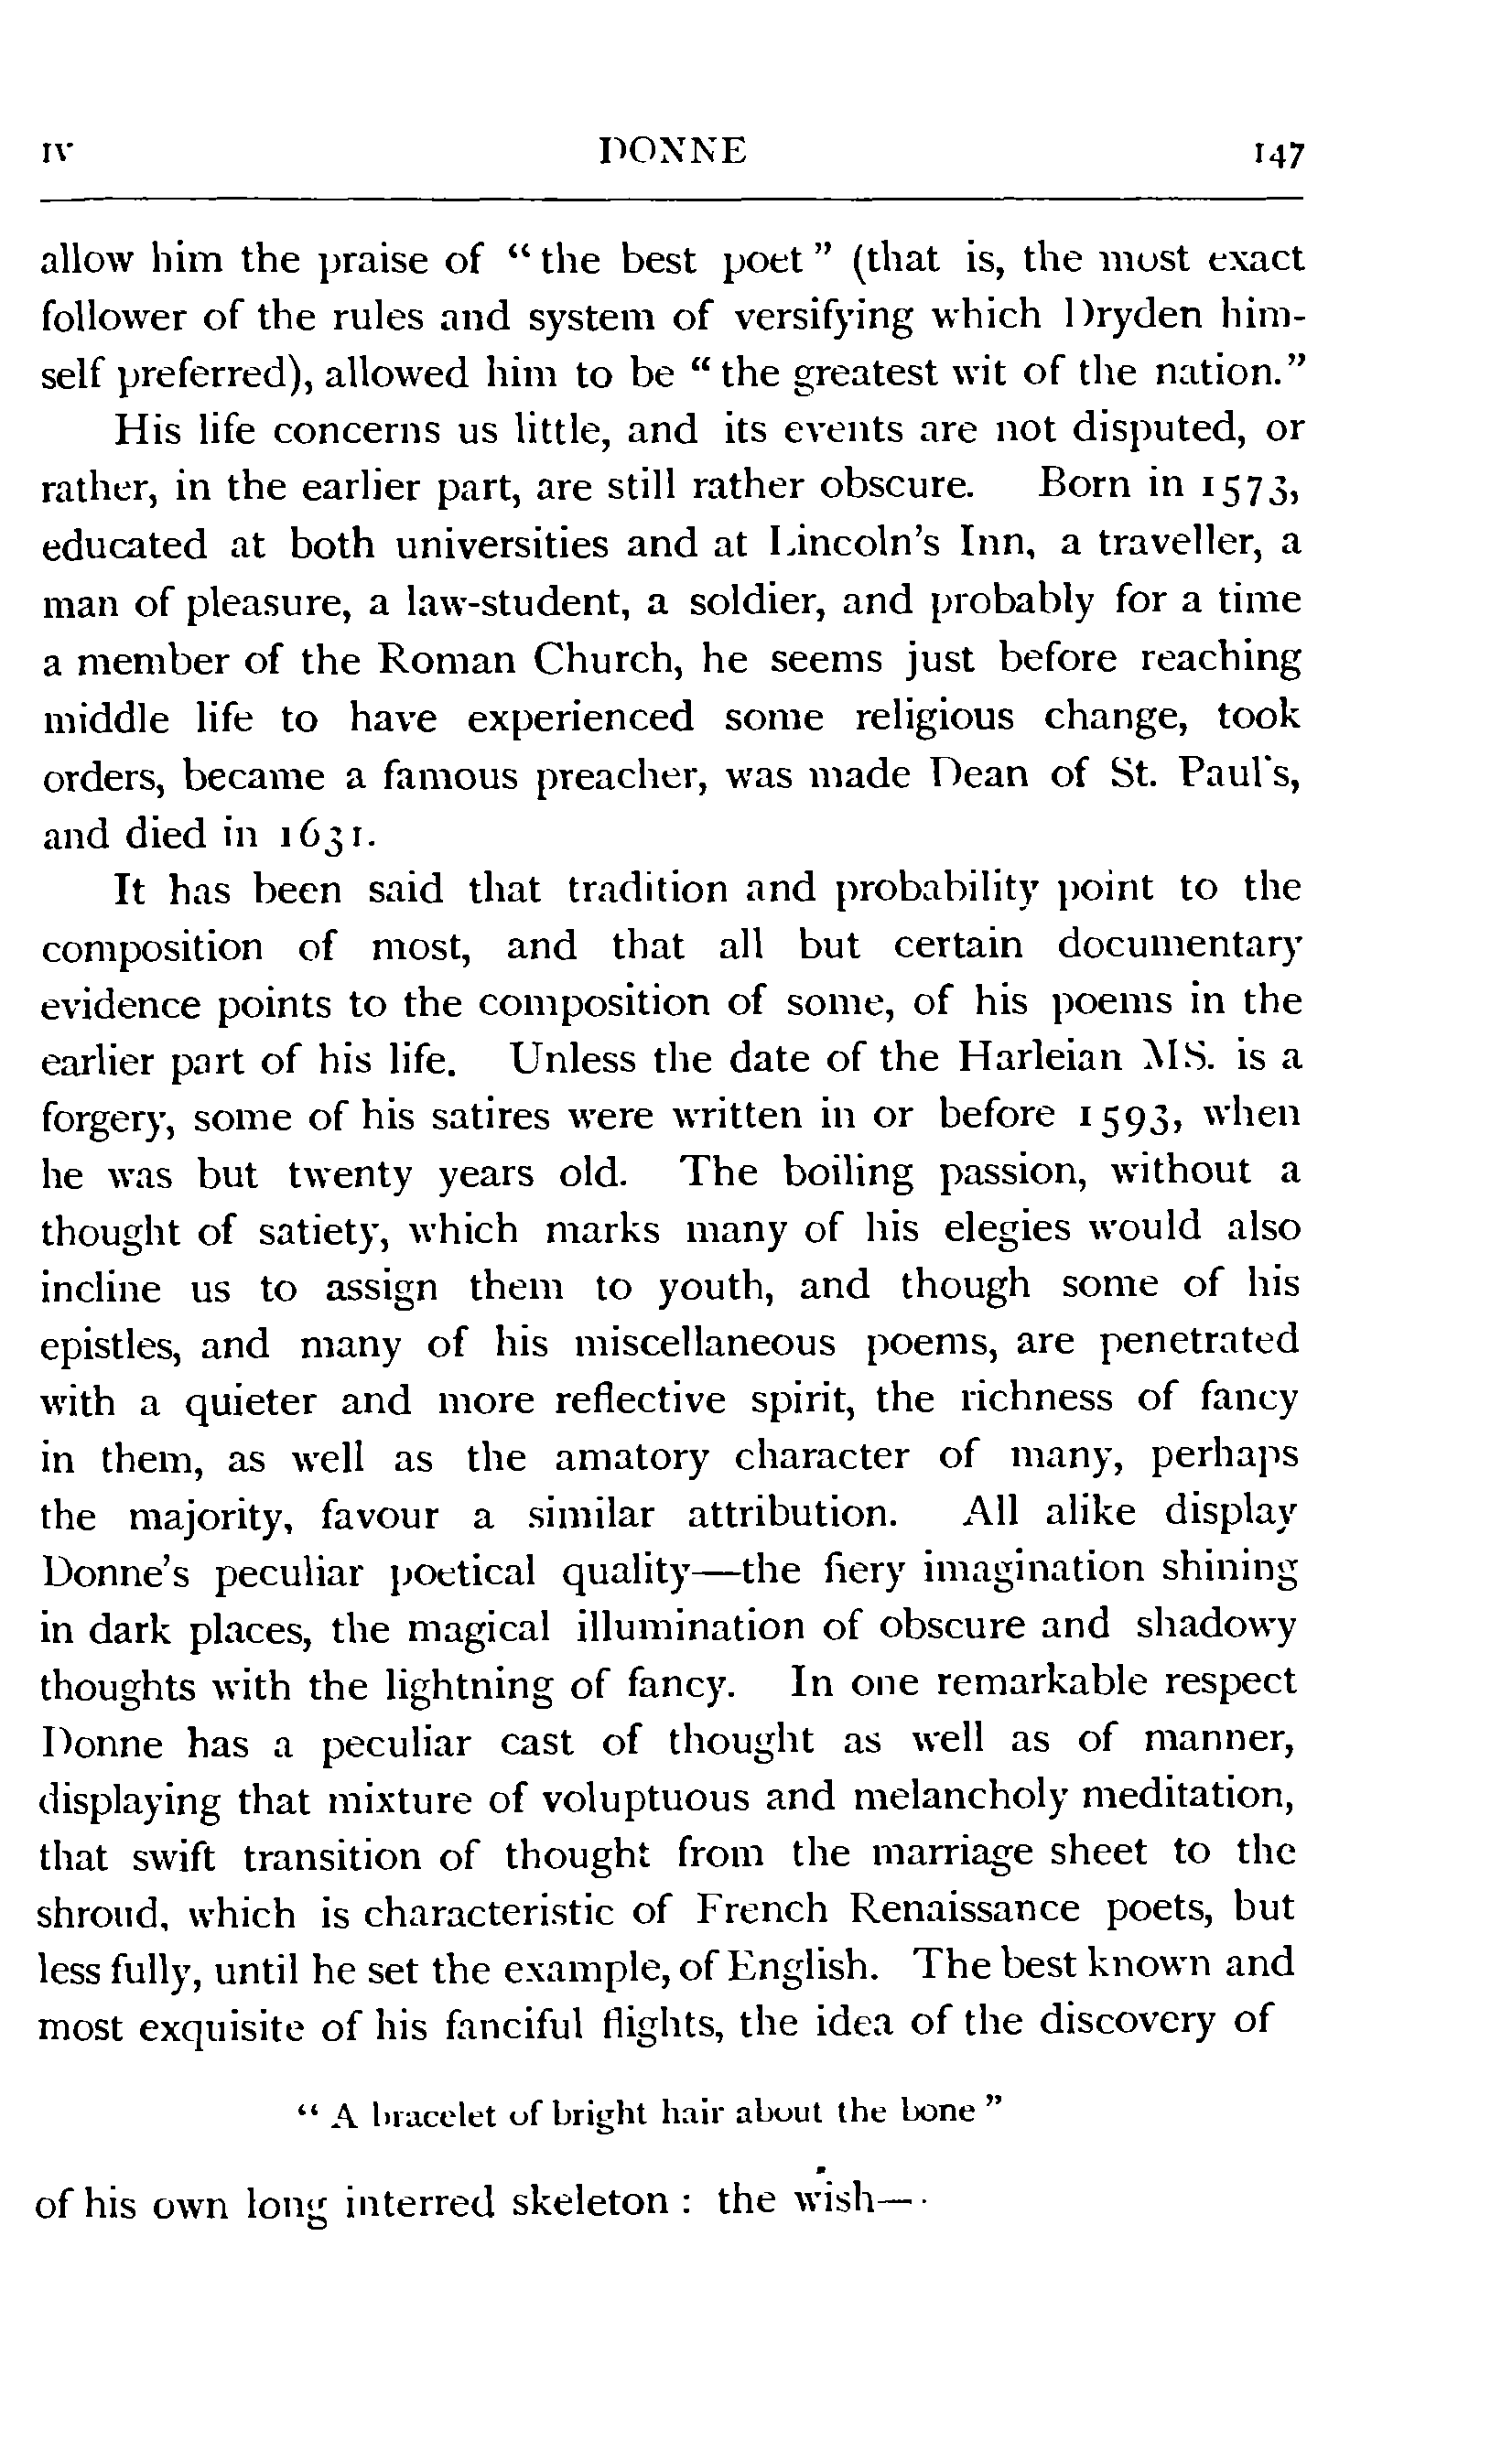 IV DONNE 147
allow him the praise of “the best poet” (that is, the most exact
follower of the rules and system of versifying which Dryden him-
self preferred), allowed him to be “the greatest wit of the nation.”
His life concerns us little, and its events are not disputed, or
rather, in the earlier part, are still rather obscure. Born in 1573,
educated at both universities and at Lincoln's Inn, a traveller, a
man of pleasure, a law-student, a soldier, and probably for a time
a member of the Roman Church, he seems just before reaching
middle life to have experienced some religious change, took
orders, became a famous preacher, was made Dean of St. Paul's,
and died in 1631.
It has been said that tradition and probability point to the
composition of most, and that all but certain documentary
evidence points to the composition of some, of his poems in the
earlier part of his life. Unless the date of the Harleian MS. is a
forgery, some of his satires were written in or before 1593, when
he was but twenty years old. The boiling passion, without a
thought of satiety, which marks many of his elegies would also
incline us to assign them to youth, and though some of his
epistles, and many of his miscellaneous poems, are penetrated
with a quieter and more reflective spirit, the richness of fancy
in them, as well as the amatory character of many, perhaps
the majority, favour a similar attribution. All alike display
Donne's peculiar poetical quality—the fiery imagination shining
in dark places, the magical illumination of obscure and shadowy
thoughts with the lightning of fancy. In one remarkable respect
Donne has a peculiar cast of thought as well as of manner,
displaying that mixture of voluptuous and melancholy meditation,
that swift transition of thought from the marriage sheet to the
shroud, which is characteristic of French Renaissance poets, but
less fully, until he set the example, of English. The best known and
most exquisite of his fanciful flights, the idea of the discovery of
“A bracelet of bright hair about the bone”
of his own long interred skeleton : the wish—